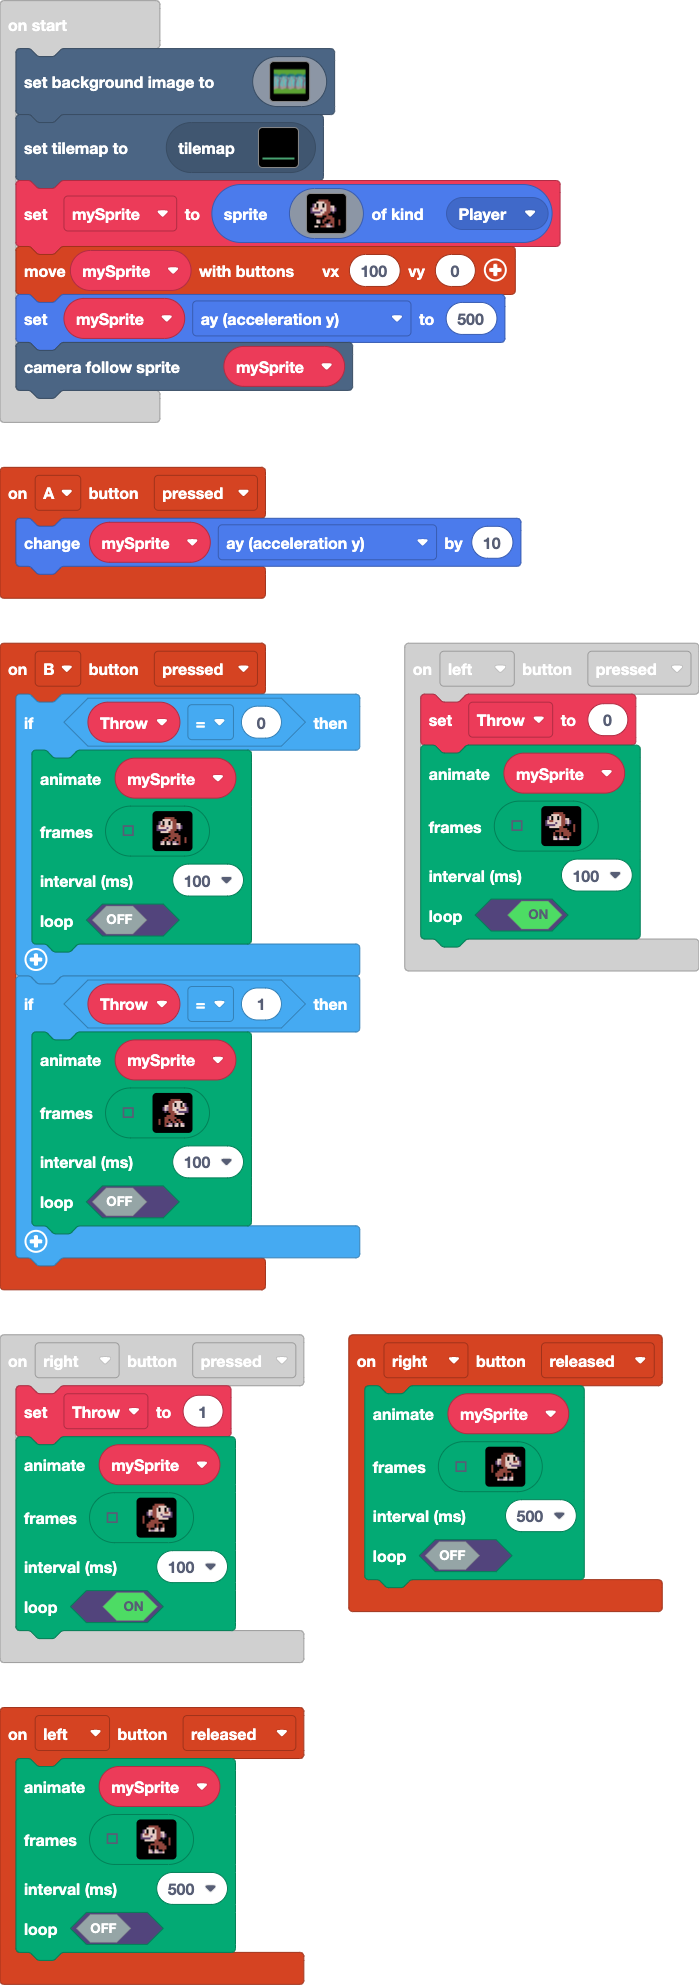 on start
set background image to
set tilemap to tilemap
set mySprite to sprite of kind Player
move mySprite with buttons vx 100 vy 0
set mySprite ay (acceleration y) to 500
camera follow sprite mySprite
on A button pressed
change mySprite ay (acceleration y) by 10
on B button pressed
if Throw = 0 then
animate mySprite
frames
interval (ms) 100
loop OFF
if Throw = 1 then
animate mySprite
frames
interval (ms) 100
loop OFF
on left button pressed
set Throw to 0
animate mySprite
frames
interval (ms) 100
loop ON
on right button pressed
set Throw to 1
animate mySprite
frames
interval (ms) 100
loop ON
on right button released
animate mySprite
frames
interval (ms) 500
loop OFF
on left button released
animate mySprite
frames
interval (ms) 500
loop OFF